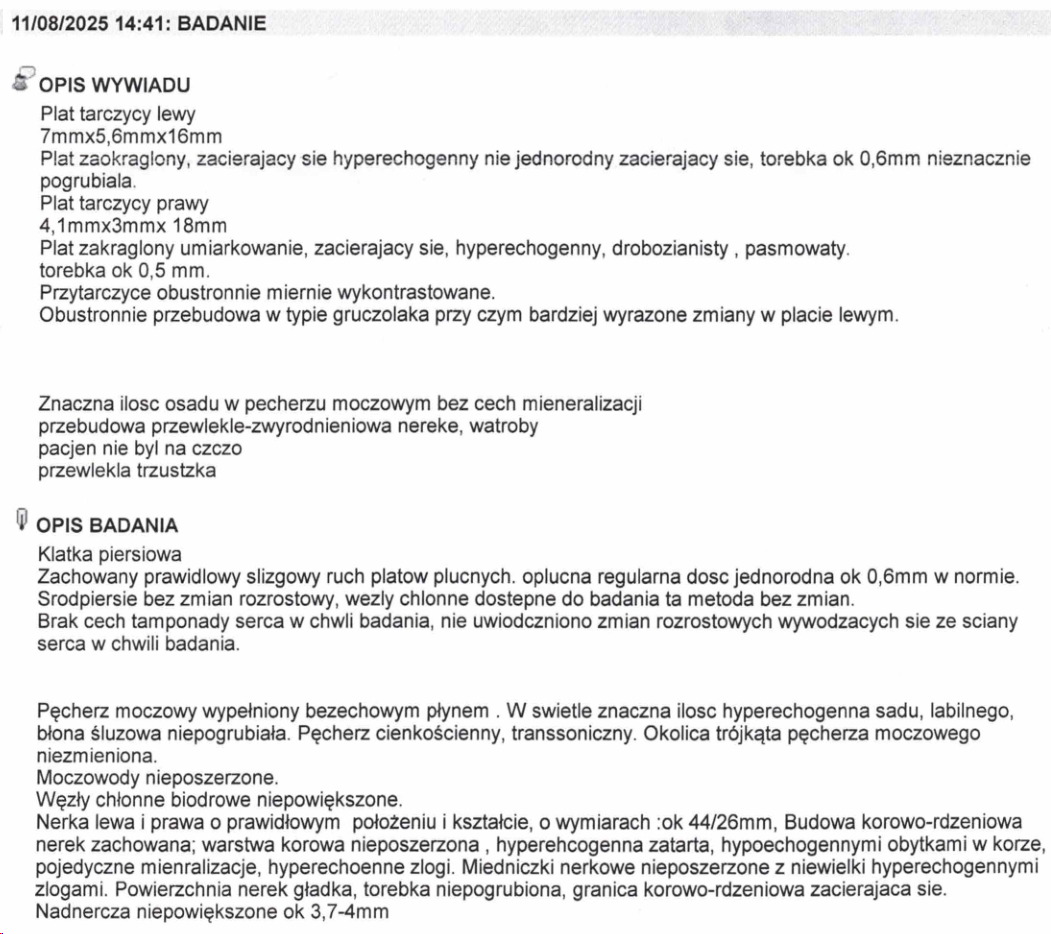 11/08/2025 14:41: BADANIE
OPIS WYWIADU
Plat tarczycy lewy
7mmx5,6mmx16mm
Plat zaokraglony, zacierajacy sie hyperechogenny nie jednorodny zacierajacy sie, torebka ok 0,6mm nieznacznie
pogrubiala.
Plat tarczycy prawy
4,1mmx3mmx 18mm
Plat zakraglony umiarkowanie, zacierajacy sie, hyperechogenny, drobozianisty , pasmowaty.
torebka ok 0,5 mm.
Przytarczyce obustronnie miernie wykontrastowane.
Obustronnie przebudowa w typie gruczolaka przy czym bardziej wyrazone zmiany w placie lewym.
Znaczna ilosc osadu w pecherzu moczowym bez cech mieneralizacji
przebudowa przewlekle-zwyrodnieniowa nereke, watroby
pacjen nie byl na czczo
przewlekla trzustzka
OPIS BADANIA
Klatka piersiowa
Zachowany prawidlowy slizgowy ruch platow plucnych. oplucna regularna dosc jednorodna ok 0,6mm w normie.
Srodpiersie bez zmian rozrostowy, wezly chlonne dostepne do badania ta metoda bez zmian.
Brak cech tamponady serca w chwli badania, nie uwiodczniono zmian rozrostowych wywodzacych sie ze sciany
serca w chwili badania.
Pęcherz moczowy wypełniony bezechowym płynem . W swietle znaczna ilosc hyperechogenna sadu, labilnego,
błona śluzowa niepogrubiała. Pęcherz cienkościenny, transsoniczny. Okolica trójkąta pęcherza moczowego
niezmieniona.
Moczowody nieposzerzone.
Węzły chłonne biodrowe niepowiększone.
Nerka lewa i prawa o prawidłowym  położeniu i kształcie, o wymiarach :ok 44/26mm, Budowa korowo-rdzeniowa
nerek zachowana; warstwa korowa nieposzerzona , hyperehcogenna zatarta, hypoechogennymi obytkami w korze,
pojedyczne mienralizacje, hyperechoenne zlogi. Miedniczki nerkowe nieposzerzone z niewielki hyperechogennymi
zlogami. Powierzchnia nerek gładka, torebka niepogrubiona, granica korowo-rdzeniowa zacierajaca sie.
Nadnercza niepowiększone ok 3,7-4mm